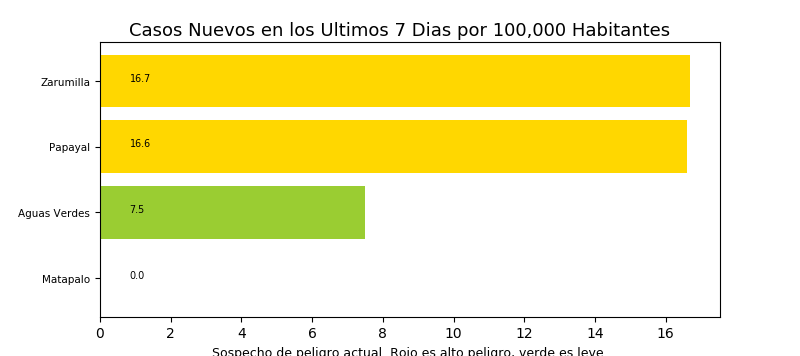 Casos Nuevos en los Ultimos 7 Dias por 100,000 Habitantes
Zarumilla
16.7
Papayal
16.6
Aguas Verdes
7.5
Matapalo
0.0
0 2 4 6 8 10 12 14 16
Sospecho de peligro actual. Rojo es alto peligro, verde es leve